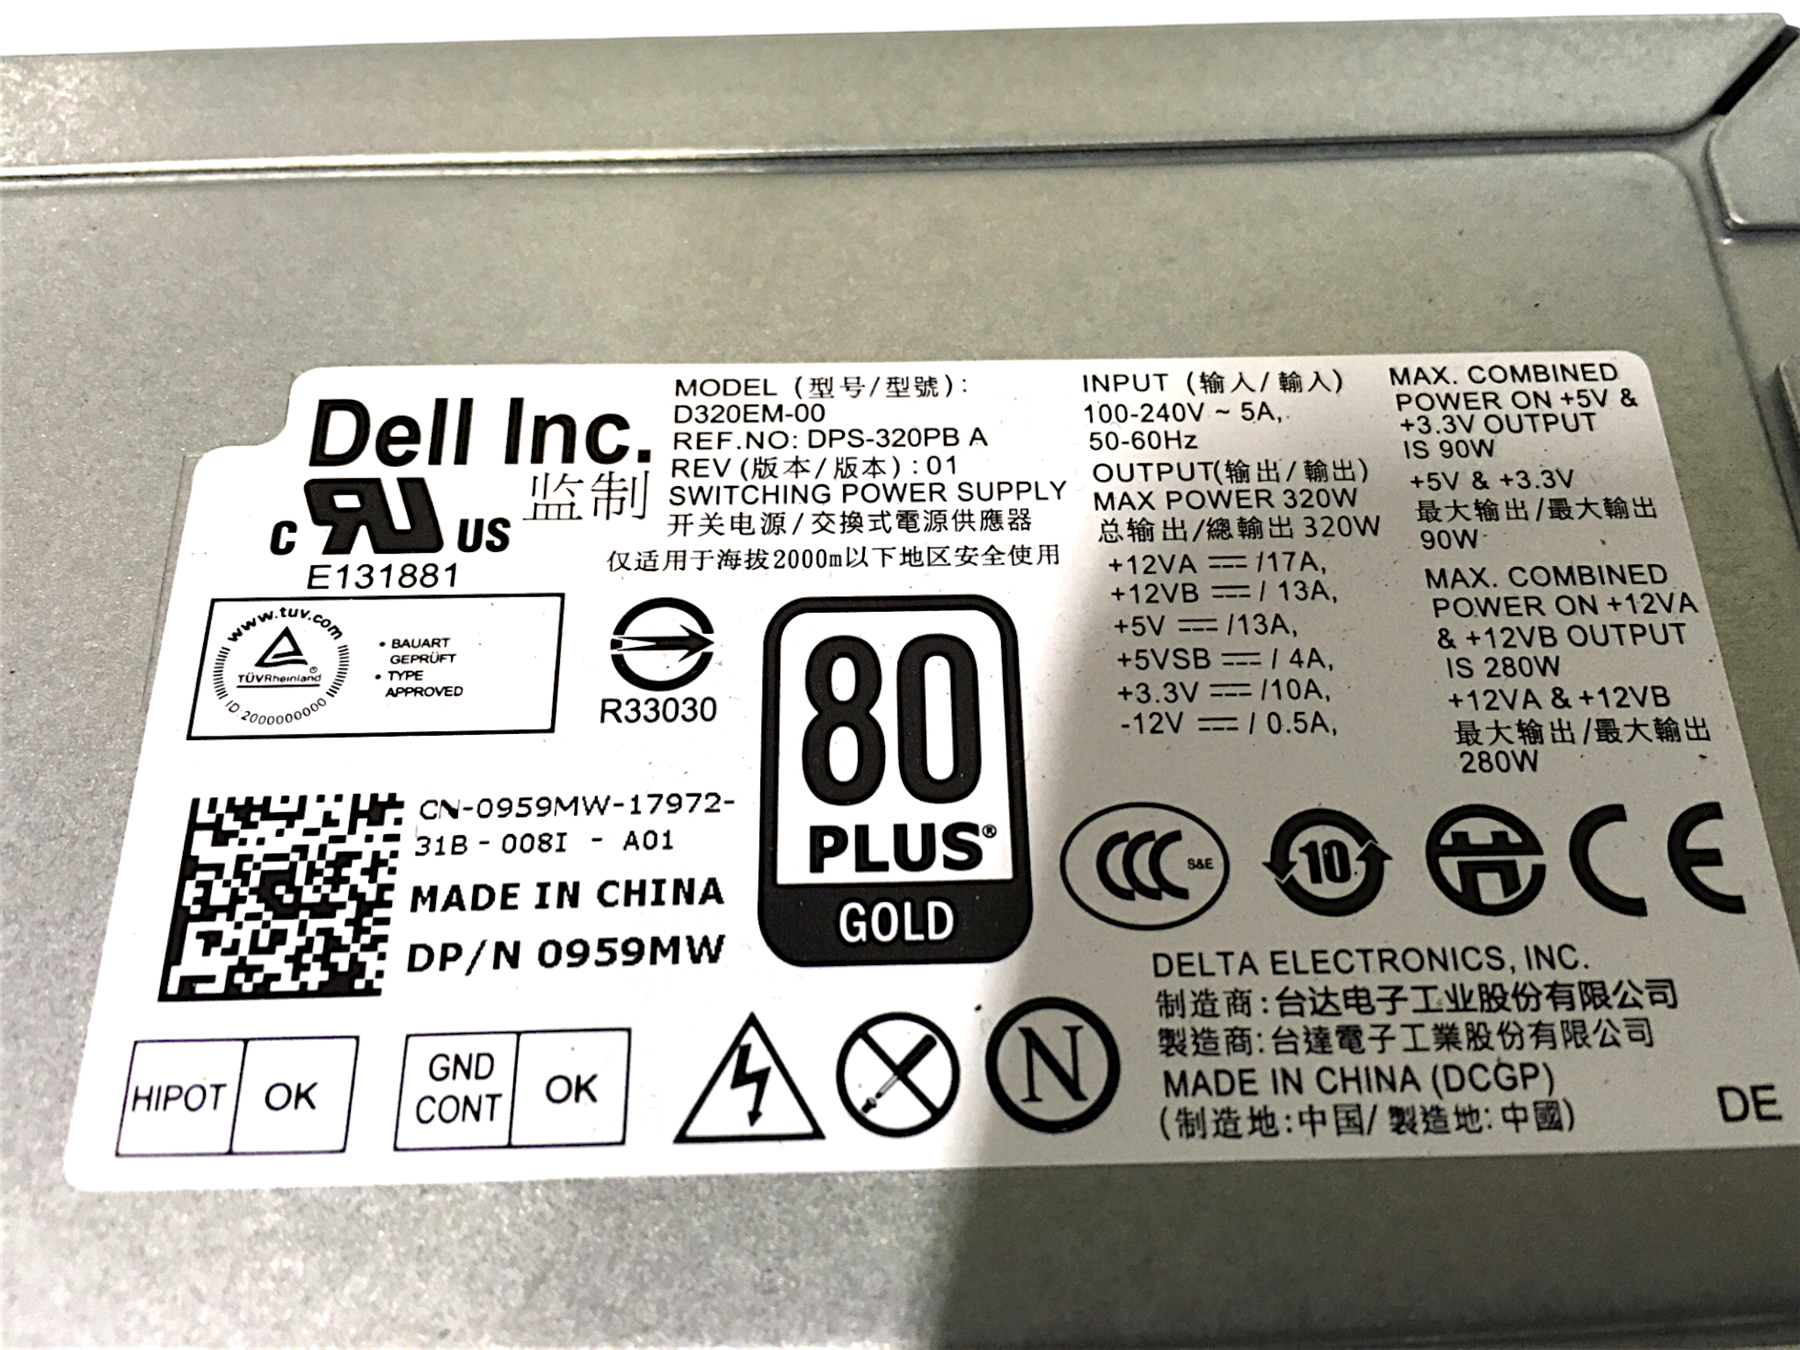 Dell Inc.
监制
C RU US
E131881
MODEL (型号/型號):
D320EM-00
REF.NO: DPS-320PB A
REV (版本/版本) : 01
SWITCHING POWER SUPPLY
开关电源/交換式電源供應器
仅适用于海拔2000m以下地区安全使用
INPUT (输入/輸入)
100-240V ~ 5A,
50-60Hz
OUTPUT(输出/輸出)
MAX POWER 320W
总输出/總輸出 320W
+12VA ⎓ /17A,
+12VB ⎓ / 13A,
+5V ⎓ /13A,
+5VSB ⎓ / 4A,
+3.3V ⎓ /10A,
-12V ⎓ / 0.5A,
MAX. COMBINED
POWER ON +5V &
+3.3V OUTPUT
IS 90W
+5V & +3.3V
最大输出/最大輸出
90W
MAX. COMBINED
POWER ON +12VA
& +12VB OUTPUT
IS 280W
+12VA & +12VB
最大输出/最大輸出
280W
www.tuv.com
TÜVRheinland®
ID:2000000000
• BAUART
GEPRÜFT
• TYPE
APPROVED
R33030
80
PLUS®
GOLD
CN-0959MW-17972-
31B - 008I - A01
MADE IN CHINA
DP/N 0959MW
CCC S&E
10
CE
DELTA ELECTRONICS, INC.
制造商:台达电子工业股份有限公司
製造商:台達電子工業股份有限公司
MADE IN CHINA (DCGP)
(制造地:中国/ 製造地:中國)
DE
HIPOT OK
GND
CONT
OK
N